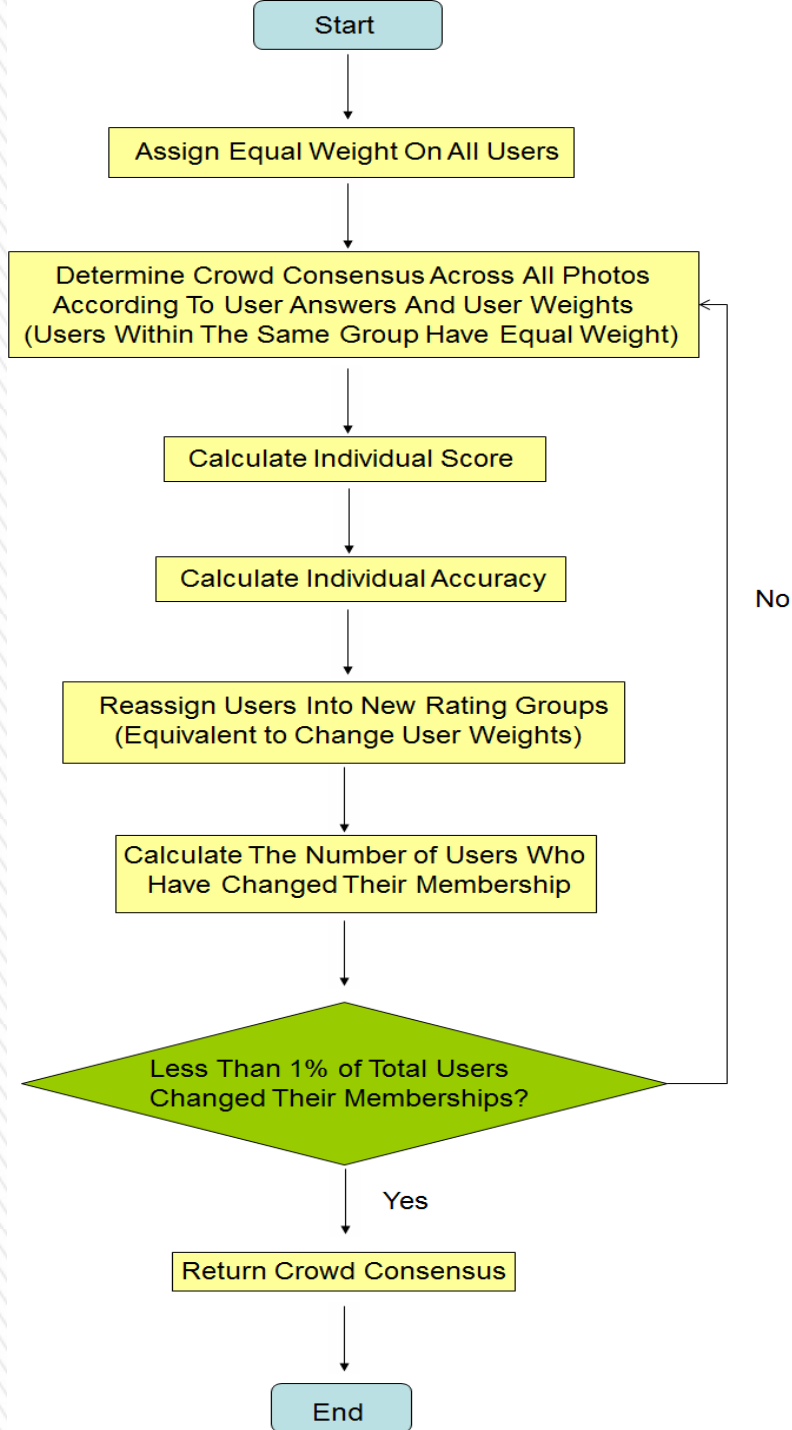 Start
Assign Equal Weight On All Users
Determine Crowd Consensus Across All Photos
According To User Answers And User Weights
(Users Within The Same Group Have Equal Weight)
Calculate Individual Score
Calculate Individual Accuracy
No
Reassign Users Into New Rating Groups
(Equivalent to Change User Weights)
Calculate The Number of Users Who
Have Changed Their Membership
Less Than 1% of Total Users
Changed Their Memberships?
Yes
Return Crowd Consensus
End